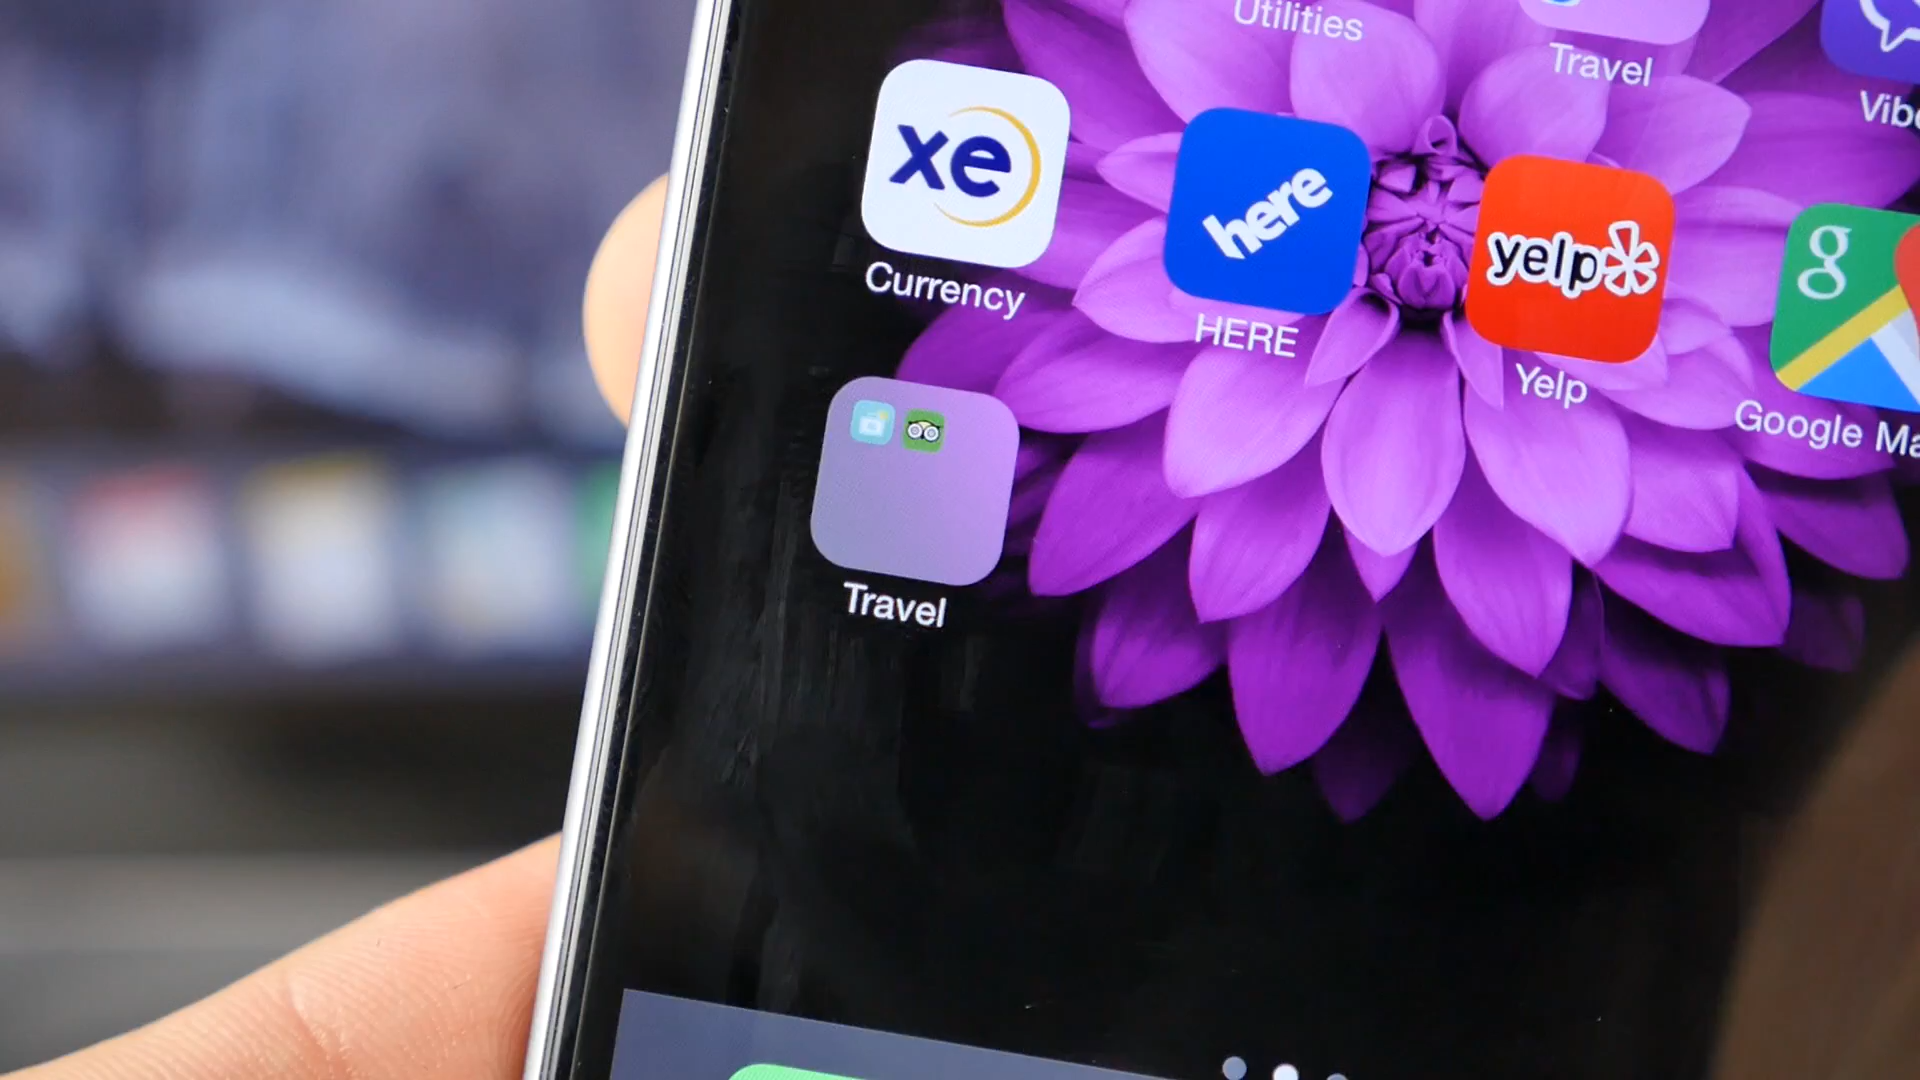 Utilities
Travel
Vibe
xe
Currency
here
HERE
yelp
Yelp
g
Google Ma
Travel